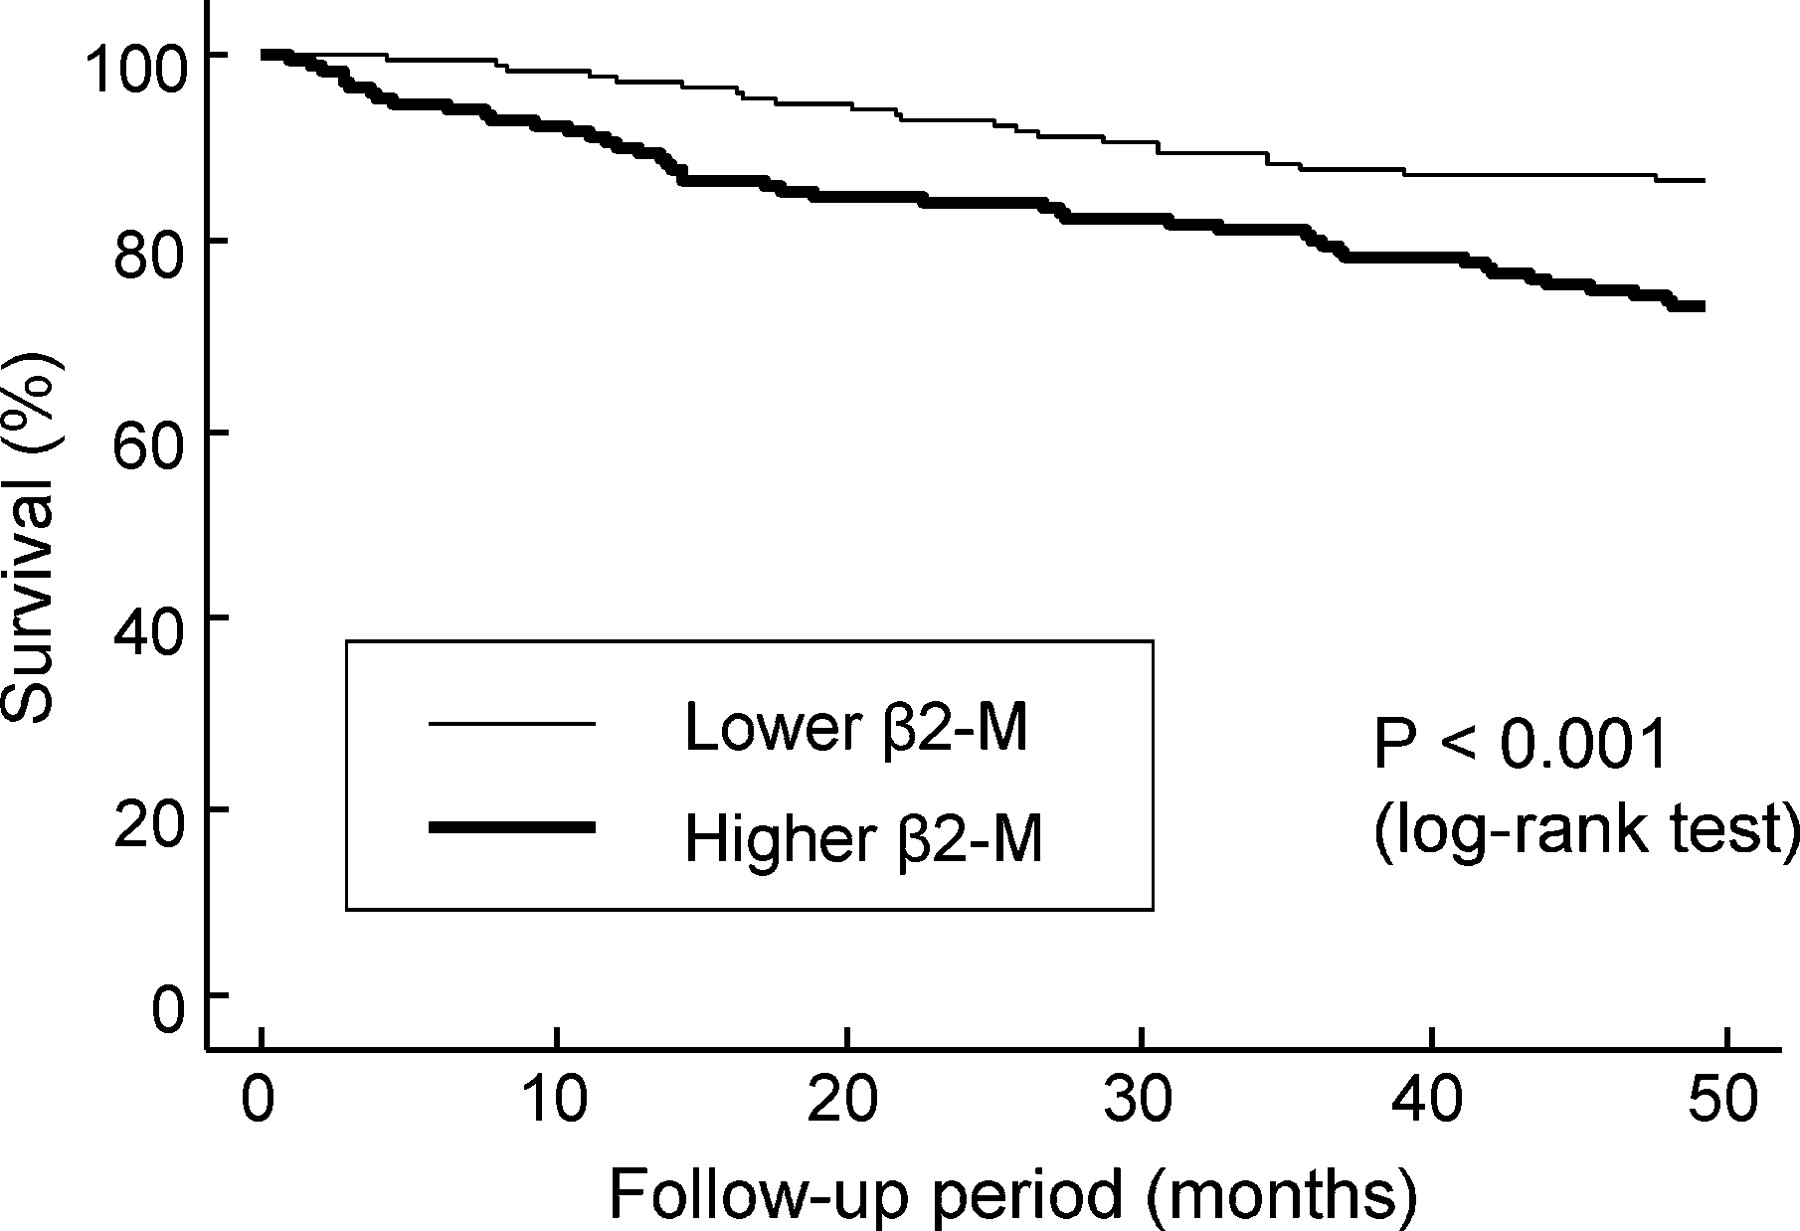 100
80
60
40
20
0
Survival (%)
Lower β2-M
Higher β2-M
P < 0.001
(log-rank test)
0 10 20 30 40 50
Follow-up period (months)